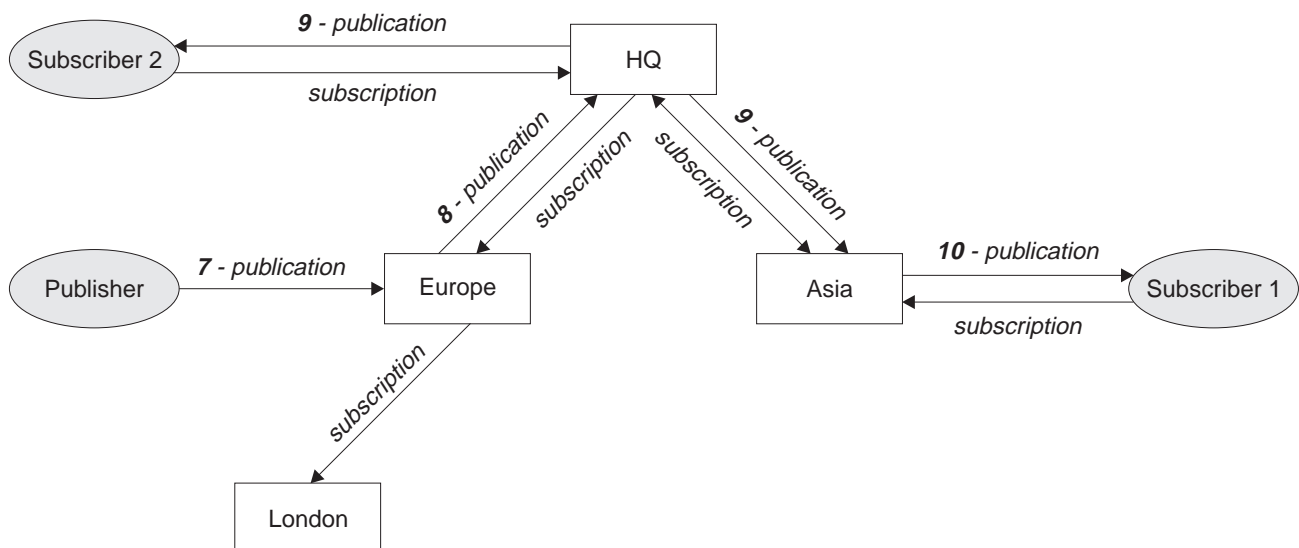 9 - publication
Subscriber 2
subscription
HQ
8 - publication
subscription
subscription
9 - publication
Publisher
7 - publication
Europe
Asia
10 - publication
subscription
Subscriber 1
subscription
London